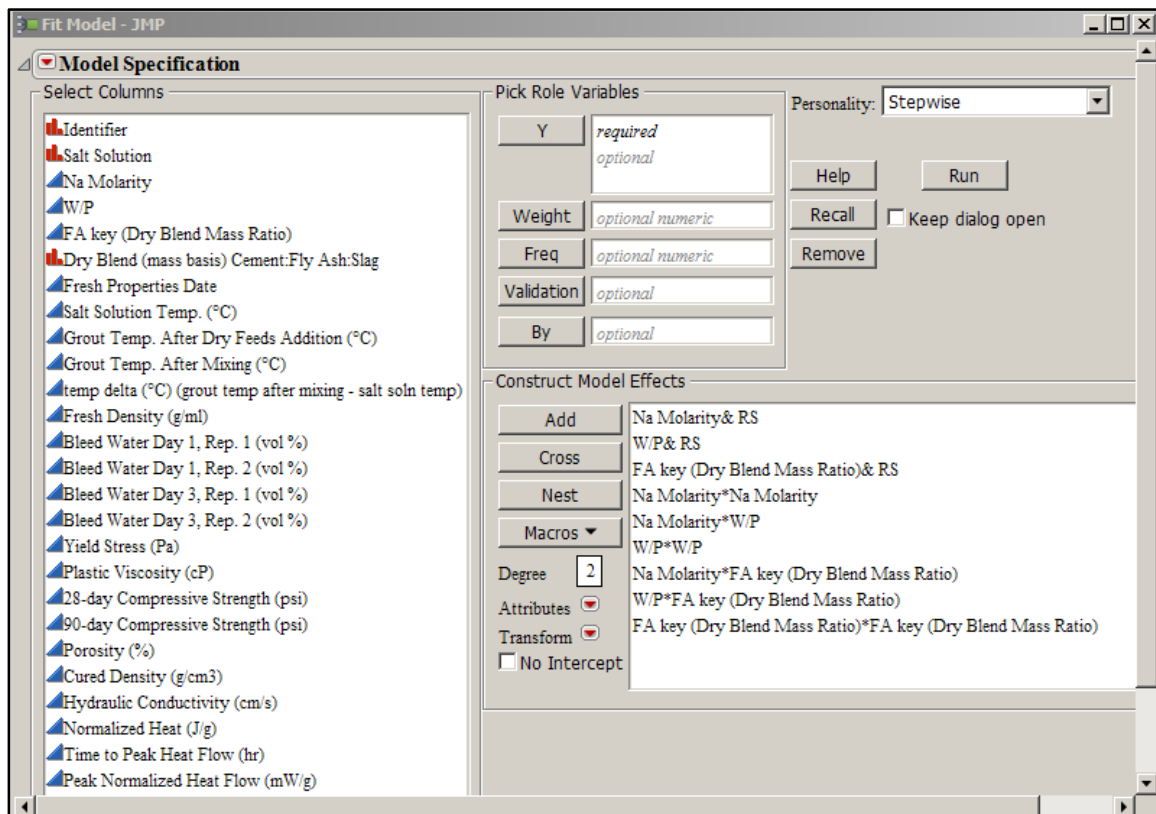 Fit Model - JMP
Model Specification
Select Columns
Identifier
Salt Solution
Na Molarity
W/P
FA key (Dry Blend Mass Ratio)
Dry Blend (mass basis) Cement:Fly Ash:Slag
Fresh Properties Date
Salt Solution Temp. (°C)
Grout Temp. After Dry Feeds Addition (°C)
Grout Temp. After Mixing (°C)
temp delta (°C) (grout temp after mixing - salt soln temp)
Fresh Density (g/ml)
Bleed Water Day 1, Rep. 1 (vol %)
Bleed Water Day 1, Rep. 2 (vol %)
Bleed Water Day 3, Rep. 1 (vol %)
Bleed Water Day 3, Rep. 2 (vol %)
Yield Stress (Pa)
Plastic Viscosity (cP)
28-day Compressive Strength (psi)
90-day Compressive Strength (psi)
Porosity (%)
Cured Density (g/cm3)
Hydraulic Conductivity (cm/s)
Normalized Heat (J/g)
Time to Peak Heat Flow (hr)
Peak Normalized Heat Flow (mW/g)
Pick Role Variables
Y
required
optional
Weight
optional numeric
Freq
optional numeric
Validation
optional
By
optional
Personality:
Stepwise
Help
Run
Recall
Keep dialog open
Remove
Construct Model Effects
Add
Cross
Nest
Macros
Degree
2
Attributes
Transform
No Intercept
Na Molarity& RS
W/P& RS
FA key (Dry Blend Mass Ratio)& RS
Na Molarity*Na Molarity
Na Molarity*W/P
W/P*W/P
Na Molarity*FA key (Dry Blend Mass Ratio)
W/P*FA key (Dry Blend Mass Ratio)
FA key (Dry Blend Mass Ratio)*FA key (Dry Blend Mass Ratio)